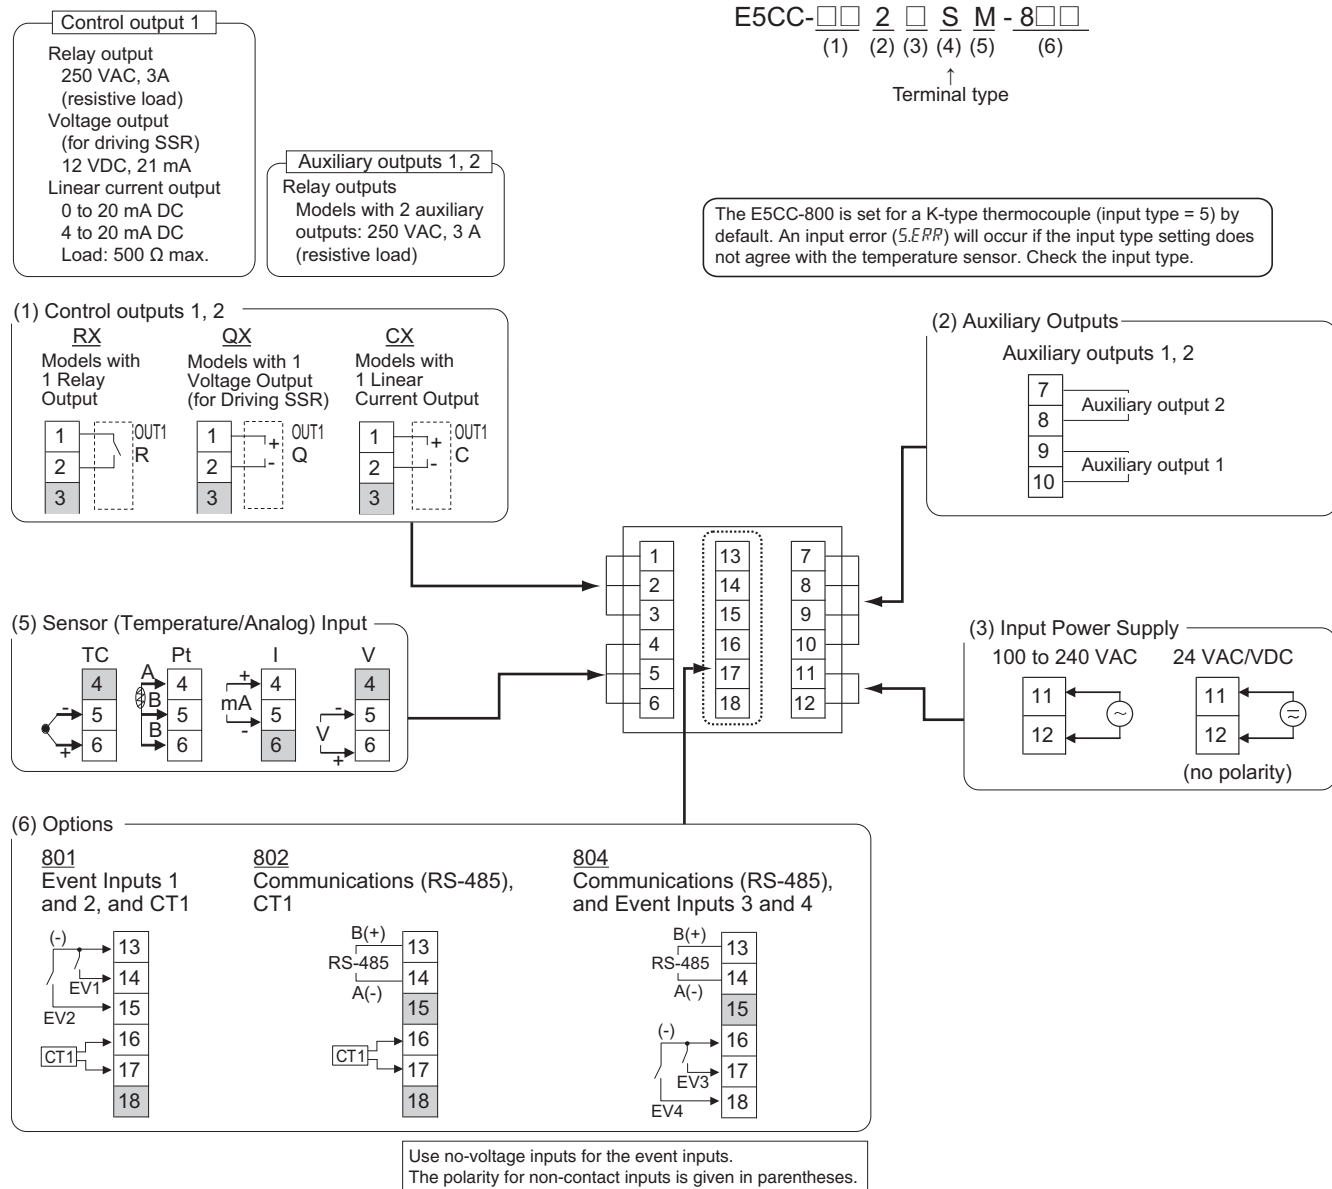 Control output 1
Relay output
250 VAC, 3A
(resistive load)
Voltage output
(for driving SSR)
12 VDC, 21 mA
Linear current output
0 to 20 mA DC
4 to 20 mA DC
Load: 500 Ω max.
Auxiliary outputs 1, 2
Relay outputs
Models with 2 auxiliary
outputs: 250 VAC, 3 A
(resistive load)
E5CC-□□ 2 □ S M - 8□□
(1) (2) (3) (4) (5) (6)
↑
Terminal type
The E5CC-800 is set for a K-type thermocouple (input type = 5) by
default. An input error (S.ERR) will occur if the input type setting does
not agree with the temperature sensor. Check the input type.
(1) Control outputs 1, 2
RX
Models with
1 Relay
Output
1
2
3
OUT1
R
QX
Models with 1
Voltage Output
(for Driving SSR)
1
2
3
+
-
OUT1
Q
CX
Models with
1 Linear
Current Output
1
2
3
+
-
OUT1
C
(2) Auxiliary Outputs
Auxiliary outputs 1, 2
7
8
9
10
Auxiliary output 2
Auxiliary output 1
1
2
3
4
5
6
13
14
15
16
17
18
7
8
9
10
11
12
(5) Sensor (Temperature/Analog) Input
TC
4
5
6
-
+
Pt
A
B
B
4
5
6
I
+
mA
-
4
5
6
V
-
V
+
4
5
6
(3) Input Power Supply
100 to 240 VAC
11
12
24 VAC/VDC
11
12
(no polarity)
(6) Options
801
Event Inputs 1
and 2, and CT1
(-)
EV1
EV2
CT1
13
14
15
16
17
18
802
Communications (RS-485),
CT1
B(+)
RS-485
A(-)
CT1
13
14
15
16
17
18
804
Communications (RS-485),
and Event Inputs 3 and 4
B(+)
RS-485
A(-)
(-)
EV3
EV4
13
14
15
16
17
18
Use no-voltage inputs for the event inputs.
The polarity for non-contact inputs is given in parentheses.